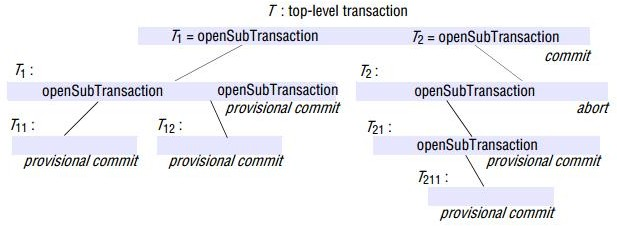 T : top-level transaction
T1 = openSubTransaction T2 = openSubTransaction
commit
T1 : T2 :
openSubTransaction openSubTransaction openSubTransaction
provisional commit abort
T11 : T12 : T21 :
openSubTransaction
provisional commit provisional commit provisional commit
T211 :
provisional commit